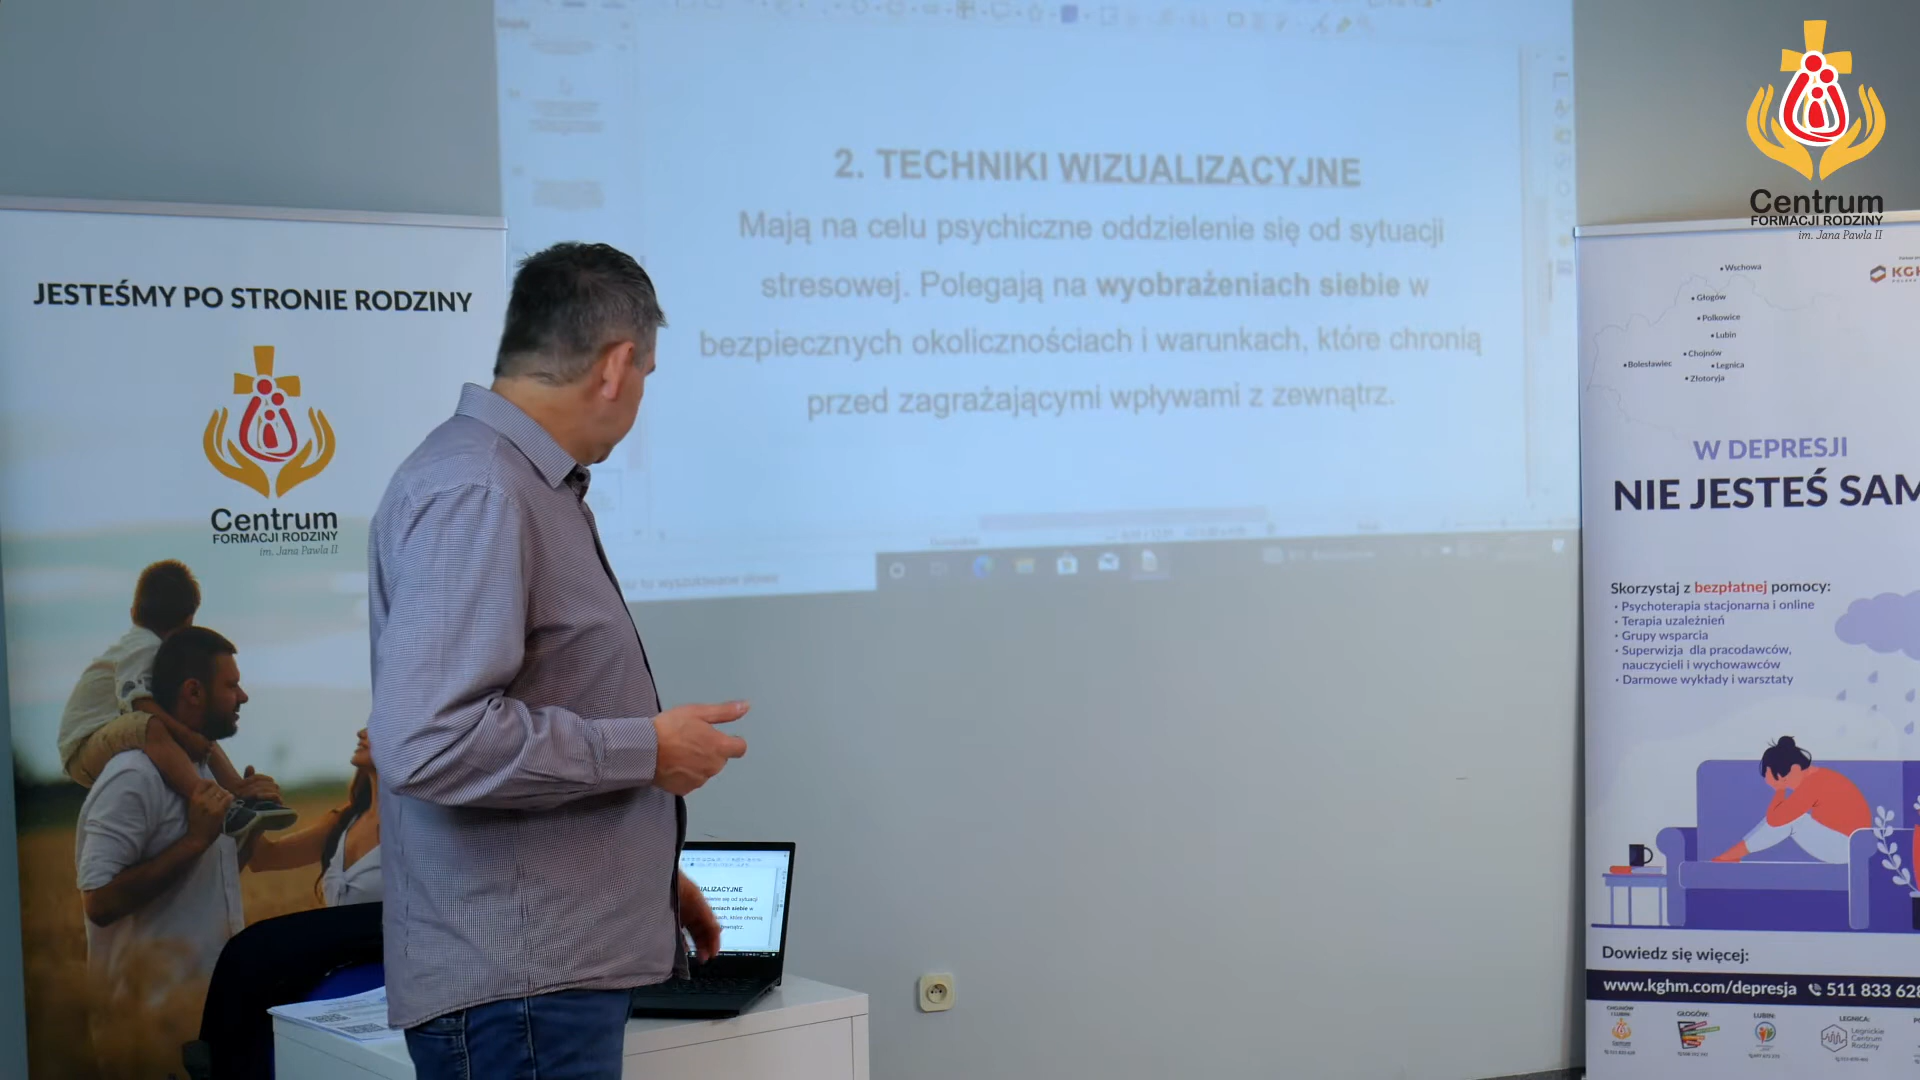 JESTEŚMY PO STRONIE RODZINY
Centrum
FORMACJI RODZINY
im. Jana Pawła II
2. TECHNIKI WIZUALIZACYJNE
Mają na celu psychiczne oddzielenie się od sytuacji
stresowej. Polegają na wyobrażeniach siebie w
bezpiecznych okolicznościach i warunkach, które chronią
przed zagrażającymi wpływami z zewnątrz.
Centrum
FORMACJI RODZINY
im. Jana Pawła II
Wschowa
Głogów
Polkowice
Lubin
Chojnów
Bolesławiec
Legnica
Złotoryja
W DEPRESJI
NIE JESTEŚ SAM
Skorzystaj z bezpłatnej pomocy:
· Psychoterapia stacjonarna i online
· Terapia uzależnień
· Grupy wsparcia
· Superwizja dla pracodawców,
nauczycieli i wychowawców
· Darmowe wykłady i warsztaty
Dowiedz się więcej:
www.kghm.com/depresja 511 833 628
GŁOGÓW:
LUBIN:
LEGNICA:
Legnickie
Centrum
Rodziny